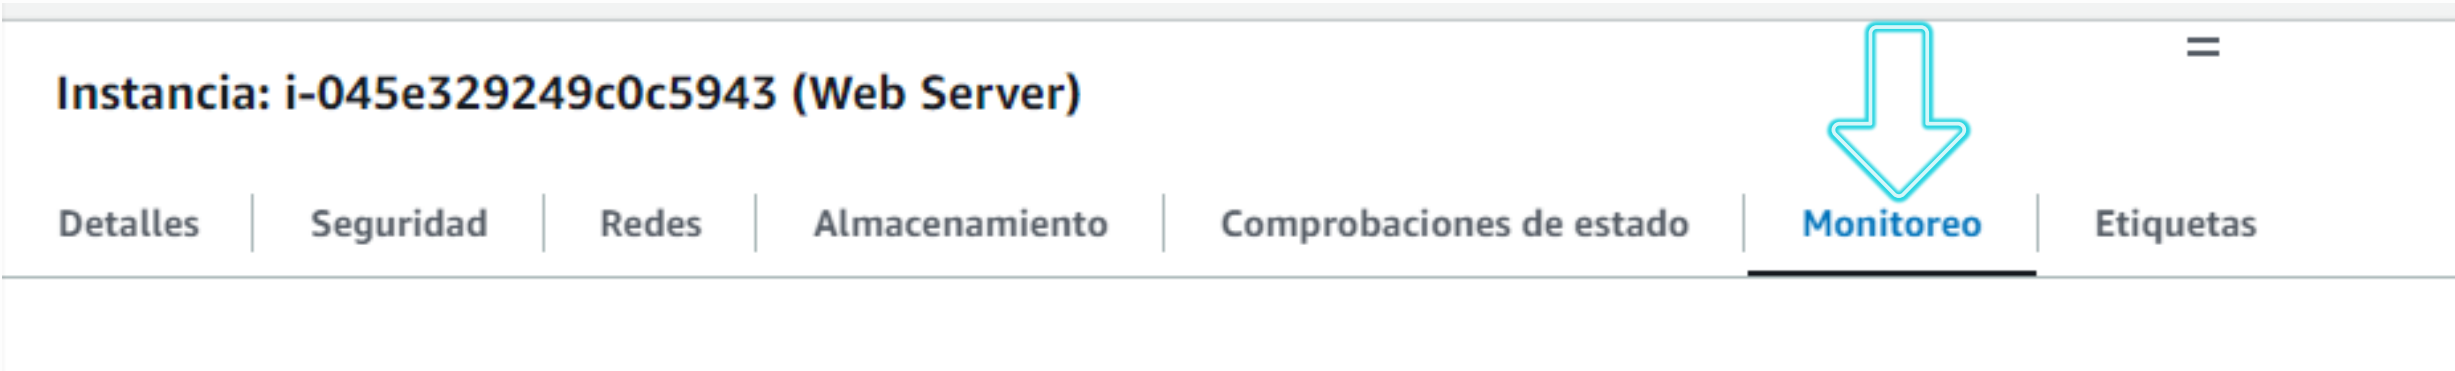 Instancia: i-045e329249c0c5943 (Web Server)
Detalles Seguridad Redes Almacenamiento Comprobaciones de estado Monitoreo Etiquetas